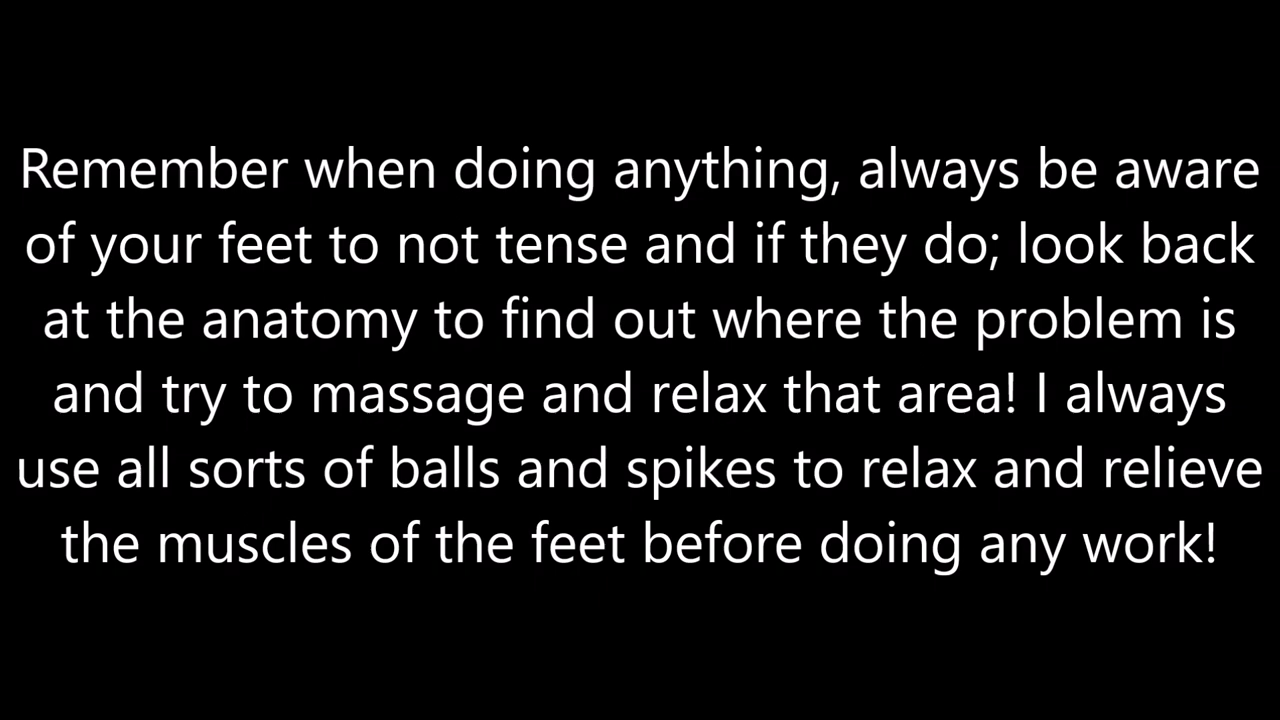 Remember when doing anything, always be aware
of your feet to not tense and if they do; look back
at the anatomy to find out where the problem is
and try to massage and relax that area! I always
use all sorts of balls and spikes to relax and relieve
the muscles of the feet before doing any work!